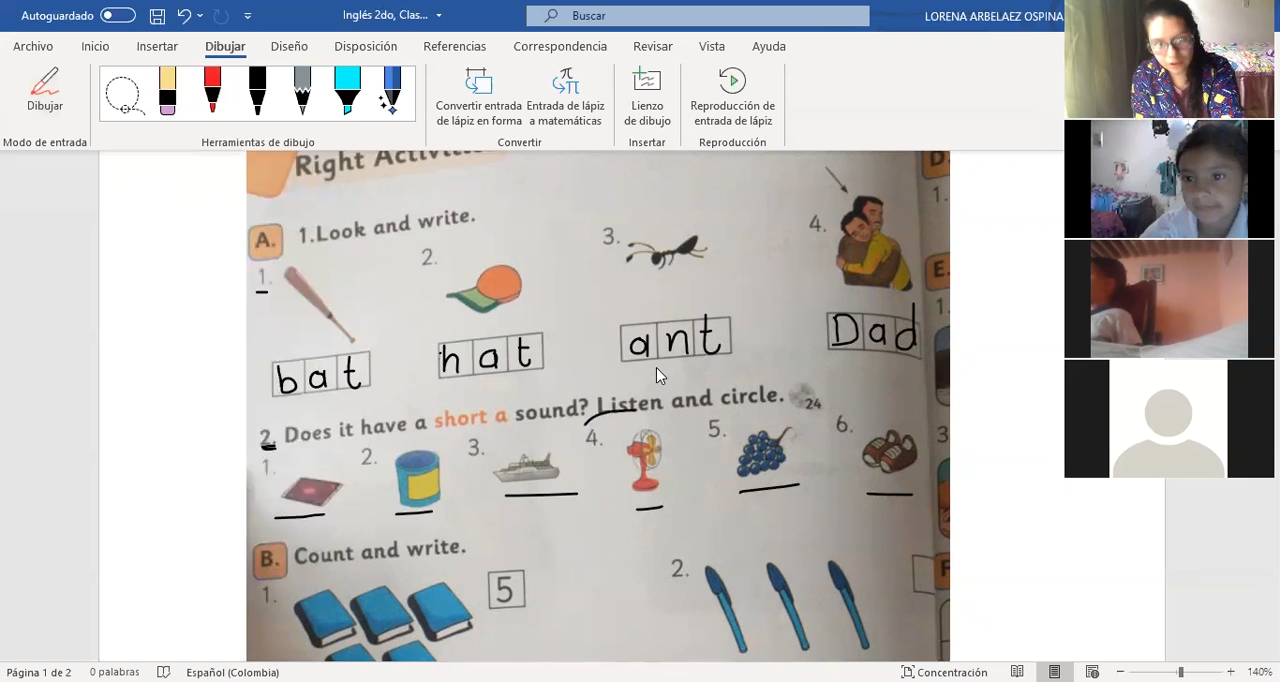 Autoguardado
Inglés 2do, Clas...
Buscar
LORENA ARBELAEZ OSPINA
Archivo Inicio Insertar Dibujar Diseño Disposición Referencias Correspondencia Revisar Vista Ayuda
Dibujar
Convertir entrada de lápiz en forma
Entrada de lápiz a matemáticas
Lienzo de dibujo
Reproducción de entrada de lápiz
Modo de entrada Herramientas de dibujo Convertir Insertar Reproducción
Right
D.
1.
A. 1.Look and write.
1. 2. 3. 4.
E.
1.
bat hat ant Dad
2. Does it have a short a sound? Listen and circle. 24
1. 2. 3. 4. 5. 6.
3
B. Count and write.
1. 5 2.
F
Página 1 de 2 0 palabras Español (Colombia) Concentración 140%